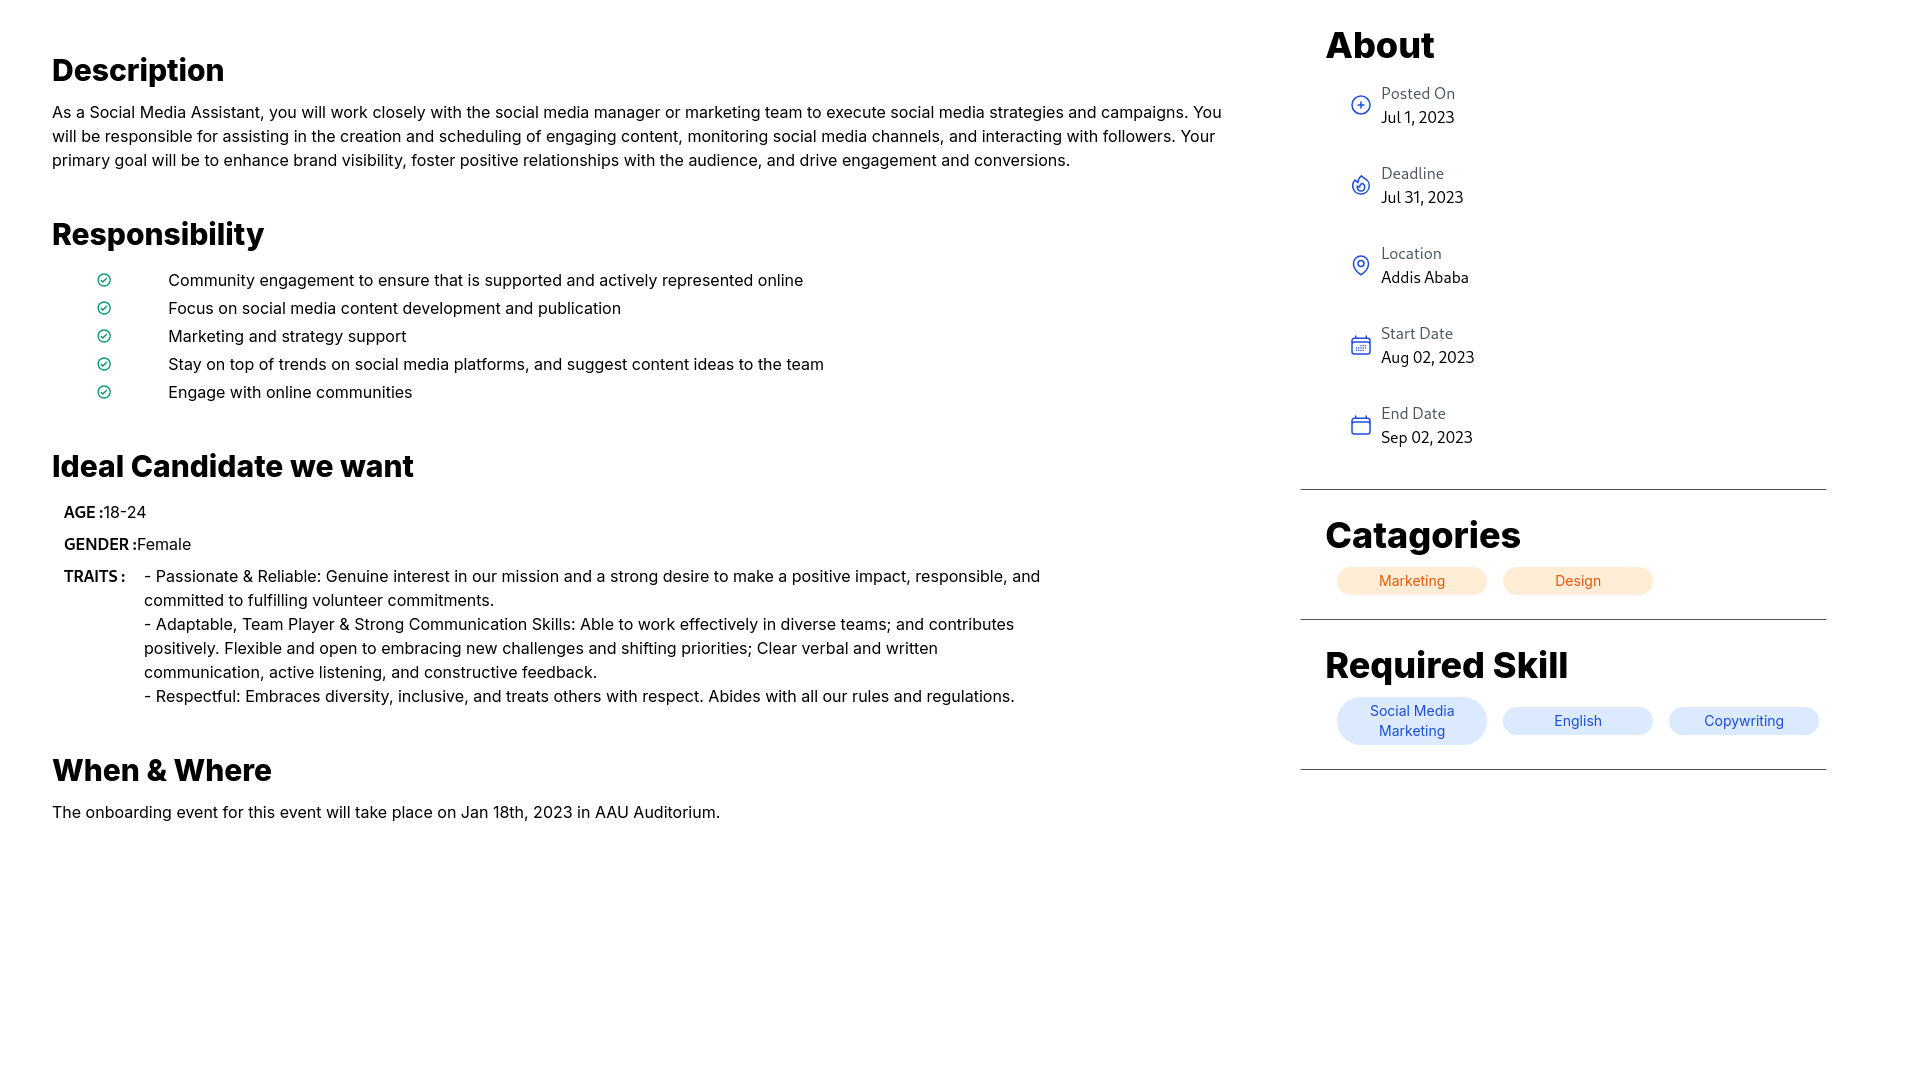 Description
As a Social Media Assistant, you will work closely with the social media manager or marketing team to execute social media strategies and campaigns. You
will be responsible for assisting in the creation and scheduling of engaging content, monitoring social media channels, and interacting with followers. Your
primary goal will be to enhance brand visibility, foster positive relationships with the audience, and drive engagement and conversions.
Responsibility
Community engagement to ensure that is supported and actively represented online
Focus on social media content development and publication
Marketing and strategy support
Stay on top of trends on social media platforms, and suggest content ideas to the team
Engage with online communities
Ideal Candidate we want
AGE :18-24
GENDER :Female
TRAITS : - Passionate & Reliable: Genuine interest in our mission and a strong desire to make a positive impact, responsible, and
committed to fulfilling volunteer commitments.
- Adaptable, Team Player & Strong Communication Skills: Able to work effectively in diverse teams; and contributes
positively. Flexible and open to embracing new challenges and shifting priorities; Clear verbal and written
communication, active listening, and constructive feedback.
- Respectful: Embraces diversity, inclusive, and treats others with respect. Abides with all our rules and regulations.
When & Where
The onboarding event for this event will take place on Jan 18th, 2023 in AAU Auditorium.
About
Posted On
Jul 1, 2023
Deadline
Jul 31, 2023
Location
Addis Ababa
Start Date
Aug 02, 2023
End Date
Sep 02, 2023
Catagories
Marketing
Design
Required Skill
Social Media
Marketing
English
Copywriting